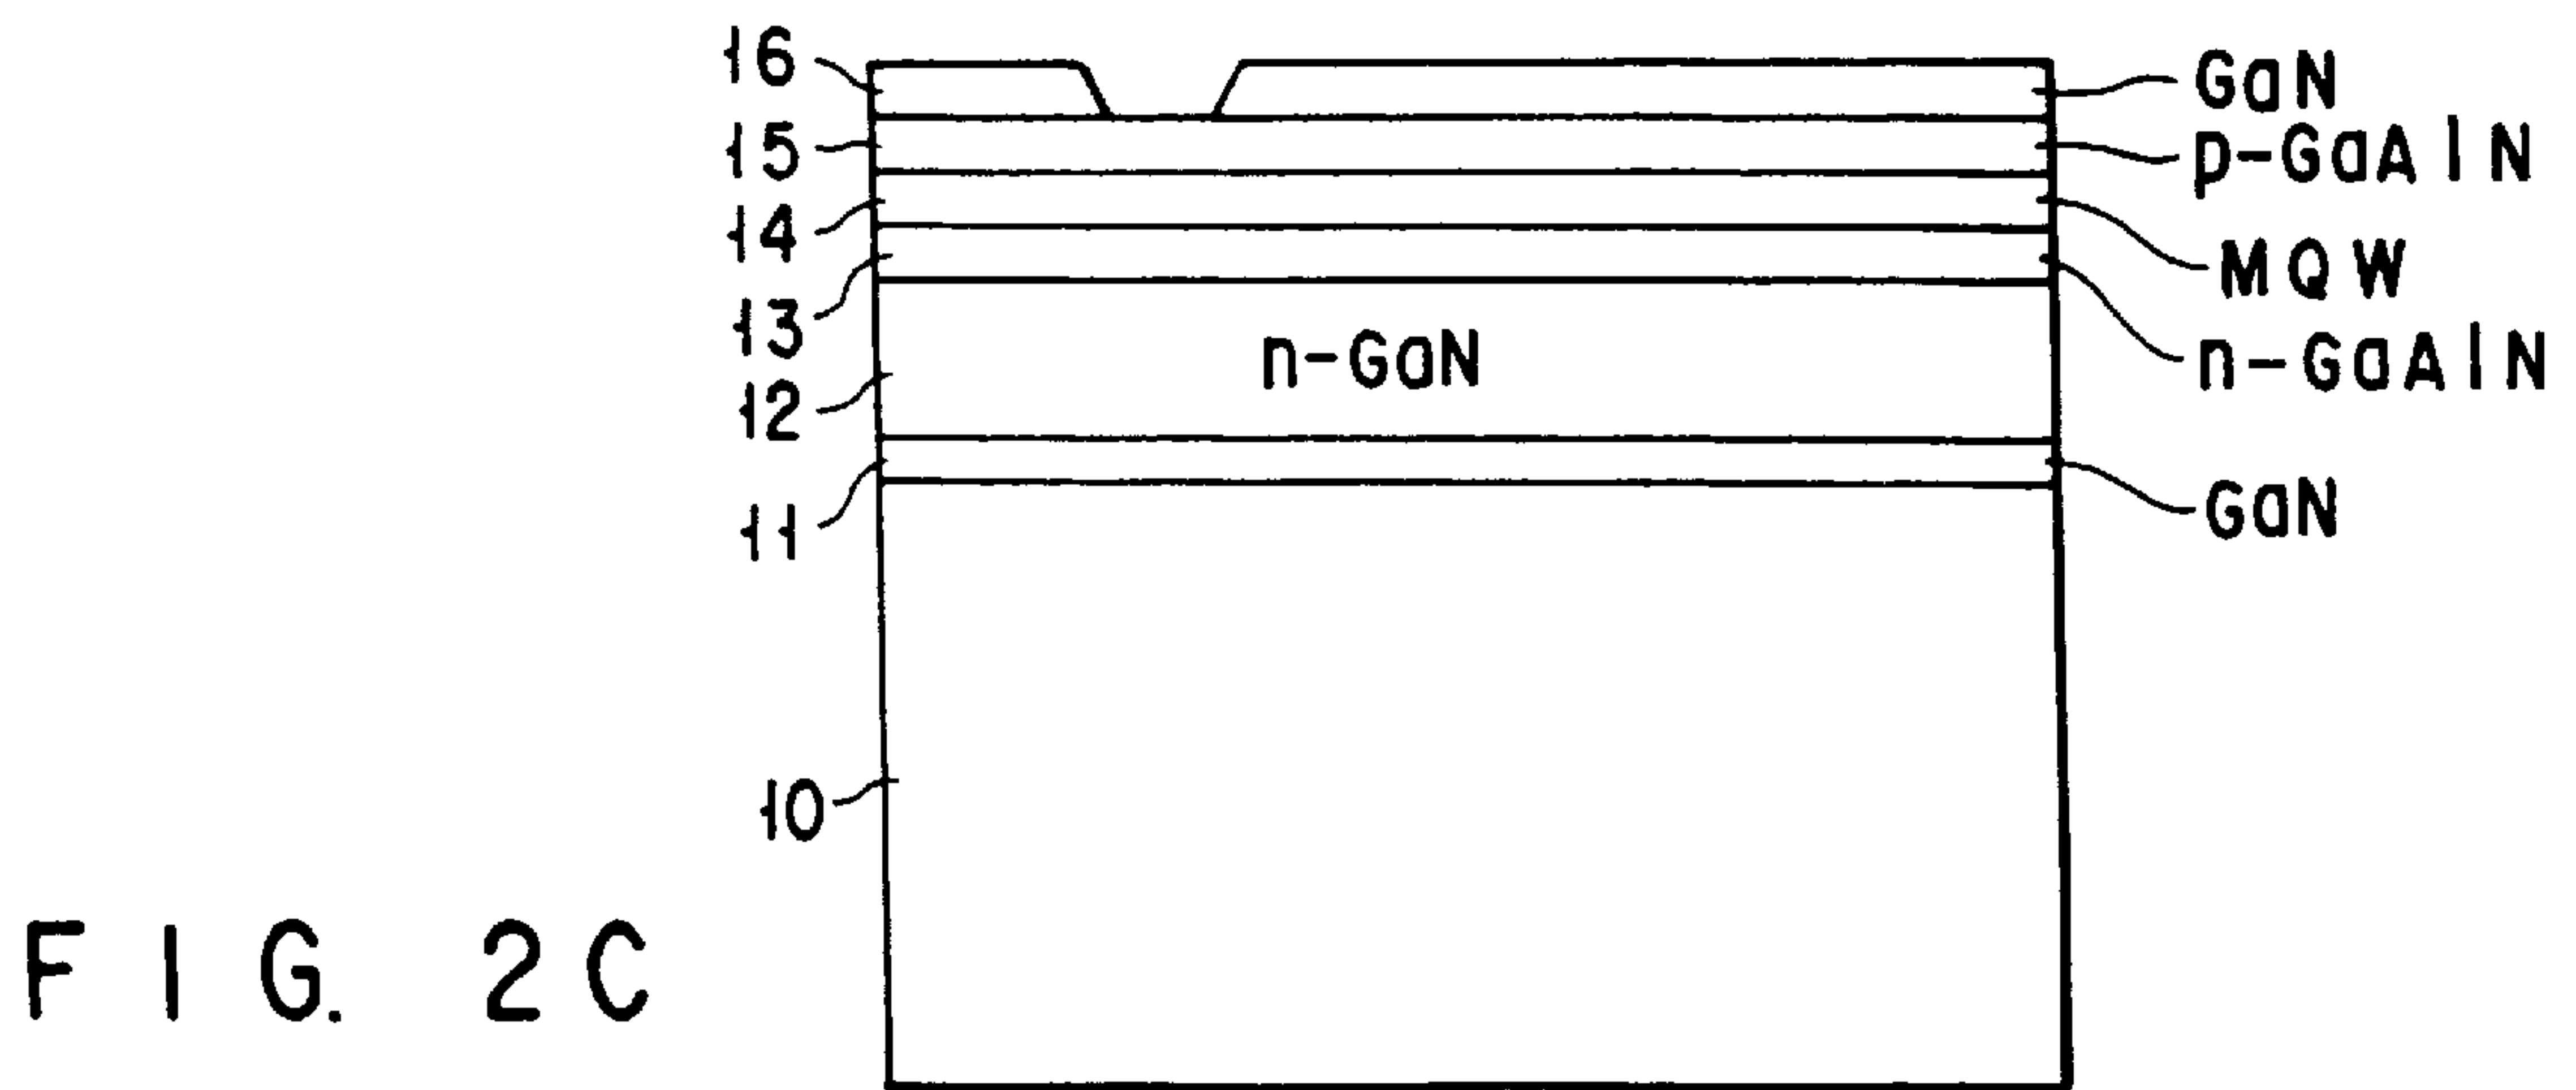 16
GaN
15
p-GaAlN
14
MQW
13
n-GaAlN
n-GaN
12
11
GaN
10
FIG. 2C